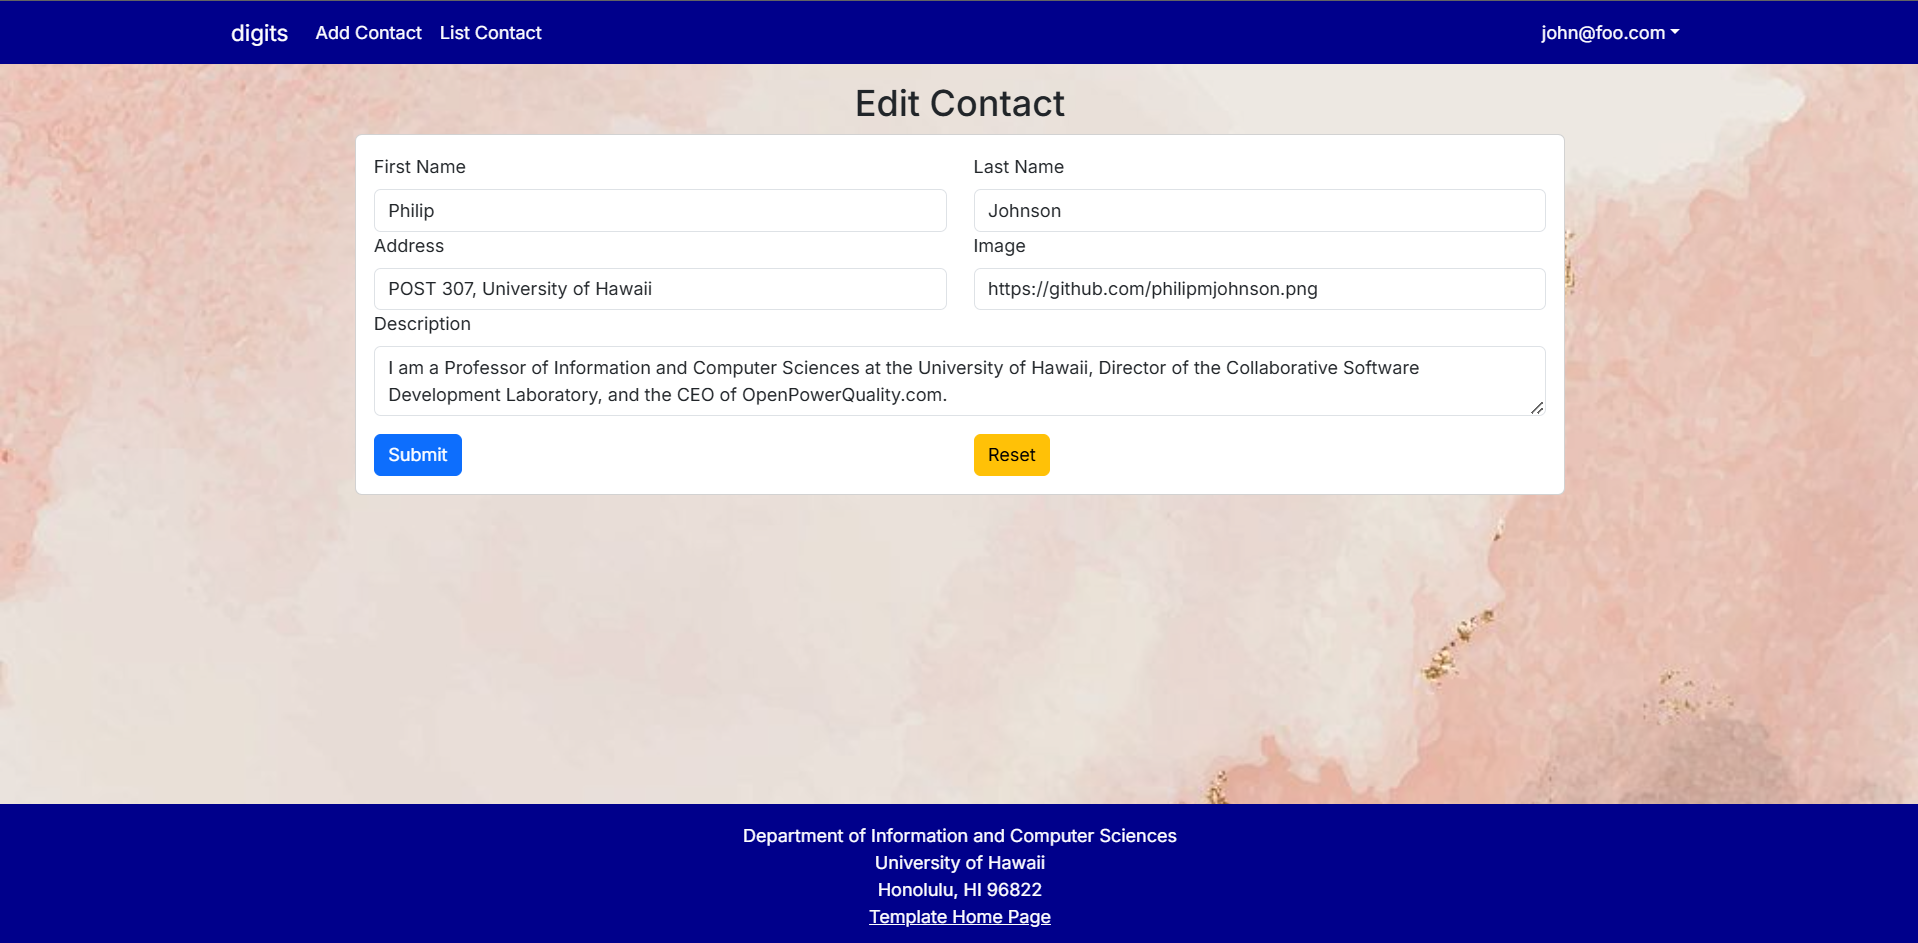 digits Add Contact List Contact john@foo.com
Edit Contact
First Name Last Name
Philip Johnson
Address Image
POST 307, University of Hawaii https://github.com/philipmjohnson.png
Description
I am a Professor of Information and Computer Sciences at the University of Hawaii, Director of the Collaborative Software
Development Laboratory, and the CEO of OpenPowerQuality.com.
Submit Reset
Department of Information and Computer Sciences
University of Hawaii
Honolulu, HI 96822
Template Home Page